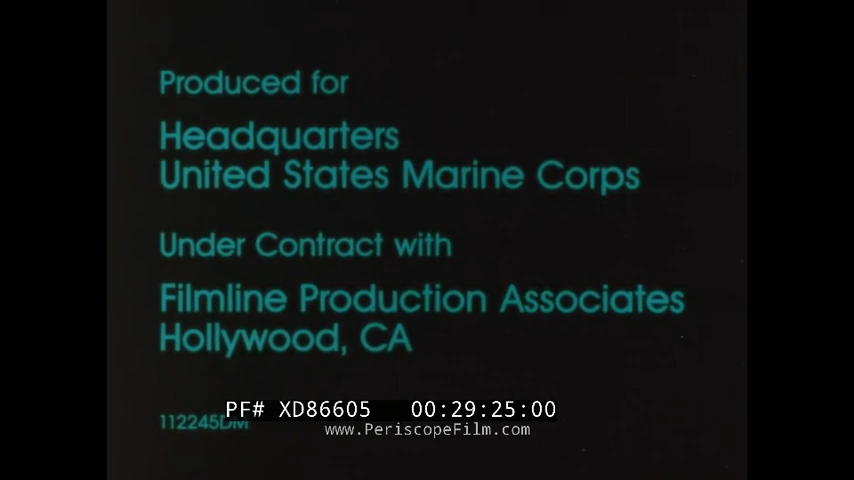 Produced for
Headquarters
United States Marine Corps
Under Contract with
Filmline Production Associates
Hollywood, CA
112245DM
PF# XD86605 00:29:25:00
www.PeriscopeFilm.com